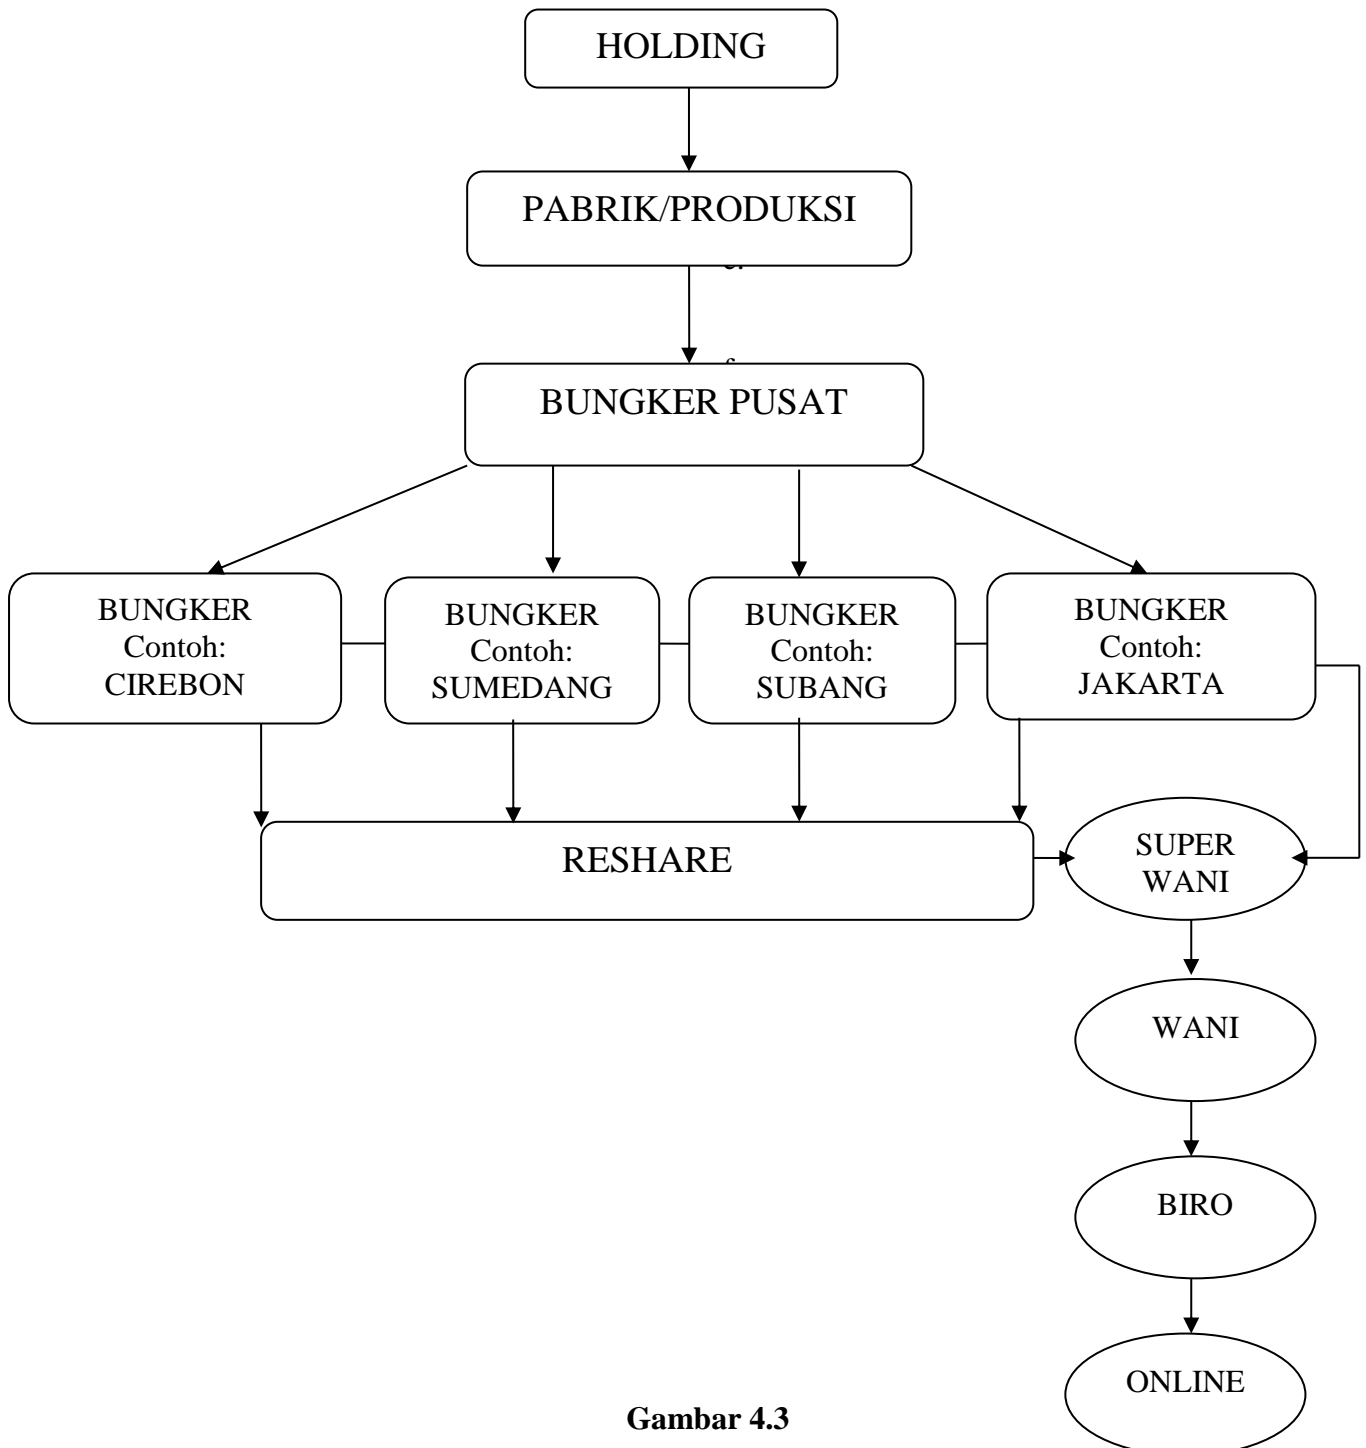 HOLDING
PABRIK/PRODUKSI
BUNGKER PUSAT
BUNGKER
Contoh:
CIREBON
BUNGKER
Contoh:
SUMEDANG
BUNGKER
Contoh:
SUBANG
BUNGKER
Contoh:
JAKARTA
RESHARE
SUPER
WANI
WANI
BIRO
ONLINE
Gambar 4.3